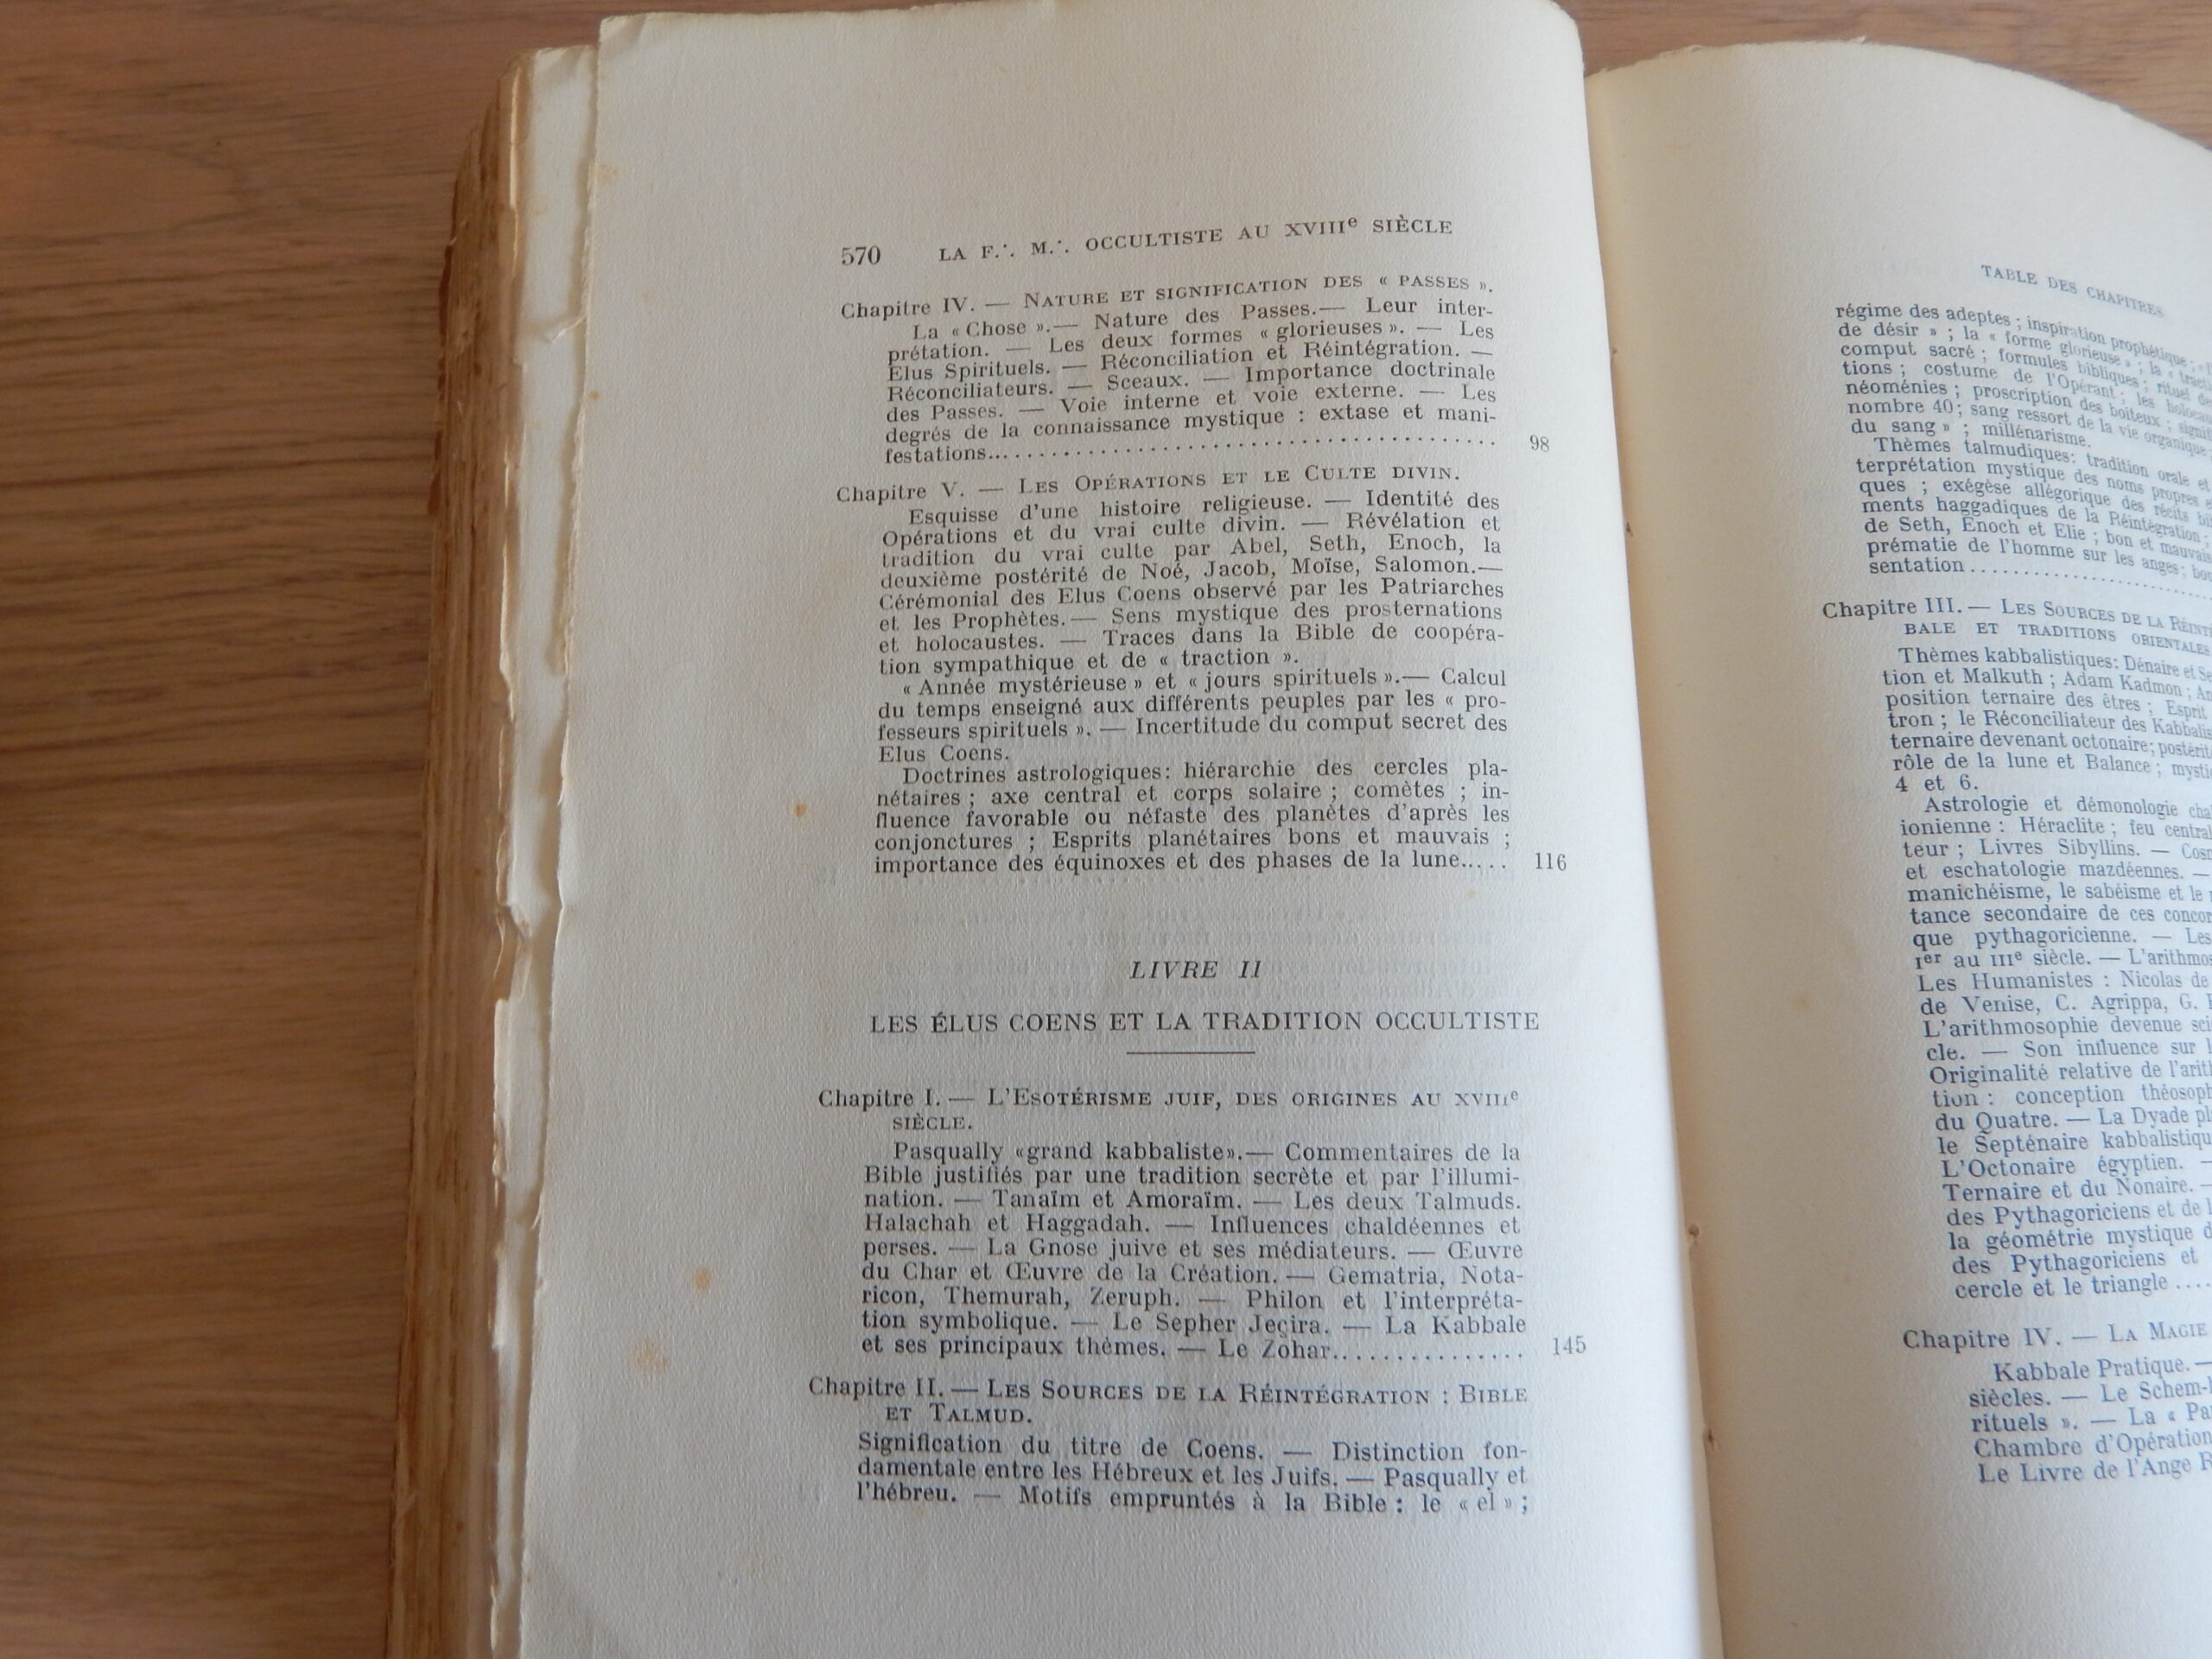 570 LA F∴ M∴ OCCULTISTE AU XVIIIe SIÈCLE
Chapitre IV. — NATURE ET SIGNIFICATION DES « PASSES ».
La « Chose ».— Nature des Passes.— Leur inter-
prétation. — Les deux formes « glorieuses ». — Les
Elus Spirituels. — Réconciliation et Réintégration. —
Réconciliateurs. — Sceaux. — Importance doctrinale
des Passes. — Voie interne et voie externe. — Les
degrés de la connaissance mystique : extase et mani-
festations........................................ 98
Chapitre V. — LES OPÉRATIONS ET LE CULTE DIVIN.
Esquisse d'une histoire religieuse. — Identité des
Opérations et du vrai culte divin. — Révélation et
tradition du vrai culte par Abel, Seth, Enoch, la
deuxième postérité de Noé, Jacob, Moïse, Salomon.—
Cérémonial des Elus Coens observé par les Patriarches
et les Prophètes.— Sens mystique des prosternations
et holocaustes. — Traces dans la Bible de coopéra-
tion sympathique et de « traction ».
« Année mystérieuse » et « jours spirituels ».— Calcul
du temps enseigné aux différents peuples par les « pro-
fesseurs spirituels ». — Incertitude du comput secret des
Elus Coens.
Doctrines astrologiques: hiérarchie des cercles pla-
nétaires ; axe central et corps solaire ; comètes ; in-
fluence favorable ou néfaste des planètes d'après les
conjonctures ; Esprits planétaires bons et mauvais ;
importance des équinoxes et des phases de la lune..... 116
LIVRE II
LES ÉLUS COENS ET LA TRADITION OCCULTISTE
Chapitre I. — L'ESOTÉRISME JUIF, DES ORIGINES AU XVIIIe
SIÈCLE.
Pasqually «grand kabbaliste».— Commentaires de la
Bible justifiés par une tradition secrète et par l'illumi-
nation. — Tanaïm et Amoraïm. — Les deux Talmuds.
Halachah et Haggadah. — Influences chaldéennes et
perses. — La Gnose juive et ses médiateurs. — Œuvre
du Char et Œuvre de la Création. — Gematria, Nota-
ricon, Themurah, Zeruph. — Philon et l'interpréta-
tion symbolique. — Le Sepher Jeçira. — La Kabbale
et ses principaux thèmes. — Le Zohar............... 145
Chapitre II. — LES SOURCES DE LA RÉINTÉGRATION : BIBLE
ET TALMUD.
Signification du titre de Coens. — Distinction fon-
damentale entre les Hébreux et les Juifs. — Pasqually et
l'hébreu. — Motifs empruntés à la Bible : le « el » ;
TABLE DES CHAPITRES
régime des adeptes ; inspiration prophétique ;
de désir » ; la « forme glorieuse » ; la
comput sacré ; formules bibliques ; rituel
tions ; costume de l'Opérant ; les
néoménies ; proscription des boiteux ;
nombre 40 ; sang ressort de la vie organique
du sang » ; millénarisme.
Thèmes talmudiques: tradition orale et
terprétation mystique des noms propres
ques ; exégèse allégorique des récits
ments haggadiques de la Réintégration ;
de Seth, Enoch et Elie ; bon et mauvais
prématie de l'homme sur les anges ;
sentation ....................
Chapitre III. — LES SOURCES DE LA
BALE ET TRADITIONS ORIENTALES
Thèmes kabbalistiques: Dénaire et
tion et Malkuth ; Adam Kadmon ;
position ternaire des êtres ; Esprit
tron ; le Réconciliateur des
ternaire devenant octonaire;
rôle de la lune et Balance ;
4 et 6.
Astrologie et démonologie
ionienne : Héraclite ; feu
teur ; Livres Sibyllins. —
et eschatologie mazdéennes. —
manichéisme, le sabéisme et le
tance secondaire de ces
que pythagoricienne. — Les
Ier au IIIe siècle. —
Les Humanistes : Nicolas de
de Venise, C. Agrippa, G.
L'arithmosophie devenue
cle. — Son influence sur
Originalité relative de
tion : conception
du Quatre. — La Dyade
le Septénaire
L'Octonaire égyptien. —
Ternaire et du Nonaire. —
des Pythagoriciens et de
la géométrie mystique
des Pythagoriciens et
cercle et le triangle ....
Chapitre IV. — LA MAGIE
Kabbale Pratique. —
siècles. — Le
rituels ». — La «
Chambre d'Opération
Le Livre de l'Ange